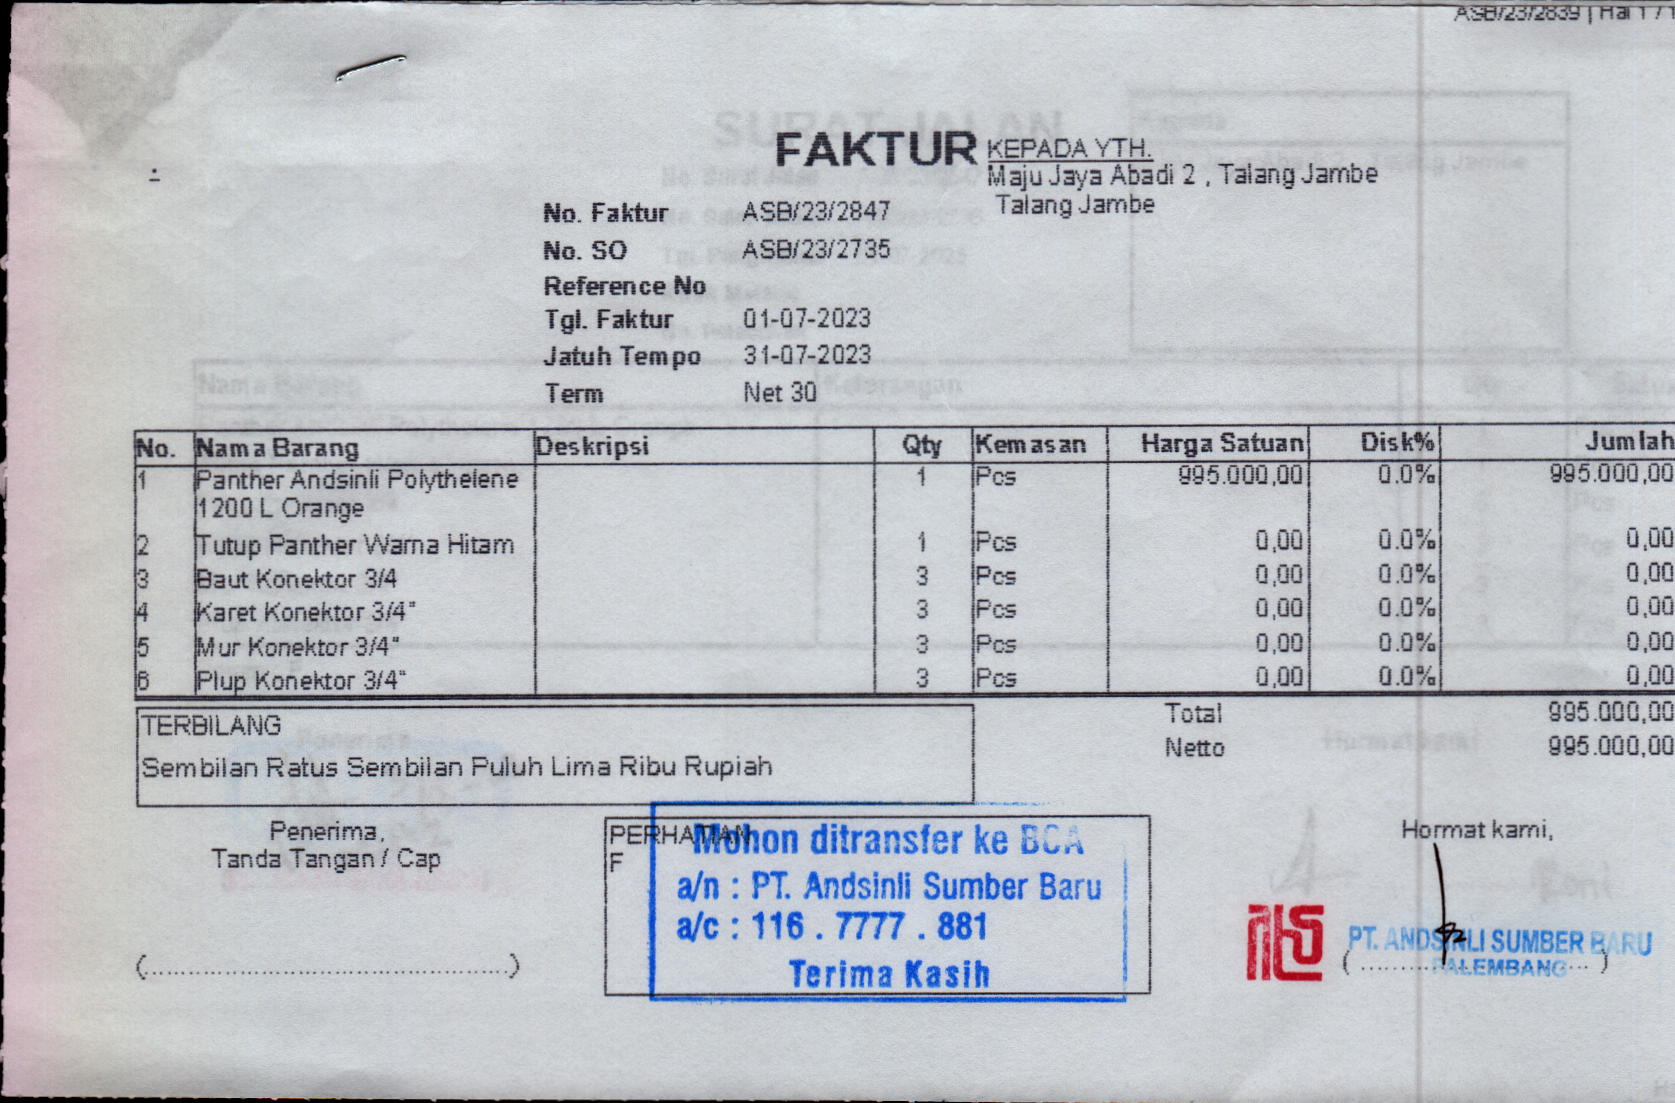 ASB/23/2839 | Hal 1 / 1
FAKTUR
KEPADA YTH.
Maju Jaya Abadi 2 , Talang Jambe
Talang Jambe
No. Faktur ASB/23/2847
No. SO ASB/23/2735
Reference No
Tgl. Faktur 01-07-2023
Jatuh Tempo 31-07-2023
Term Net 30
No. Nama Barang Deskripsi Qty Kemasan Harga Satuan Disk% Jumlah
1 Panther Andsinli Polythelene 1 Pcs 995.000,00 0.0% 995.000,00
1200 L Orange
2 Tutup Panther Warna Hitam 1 Pcs 0,00 0.0% 0,00
3 Baut Konektor 3/4 3 Pcs 0,00 0.0% 0,00
4 Karet Konektor 3/4" 3 Pcs 0,00 0.0% 0,00
5 Mur Konektor 3/4" 3 Pcs 0,00 0.0% 0,00
6 Plup Konektor 3/4" 3 Pcs 0,00 0.0% 0,00
Total 995.000,00
Netto 995.000,00
TERBILANG
Sembilan Ratus Sembilan Puluh Lima Ribu Rupiah
Penerima,
Tanda Tangan / Cap
(....................................)
PERHATIAN
F
Mohon ditransfer ke BCA
a/n : PT. Andsinli Sumber Baru
a/c : 116 . 7777 . 881
Terima Kasih
Hormat kami,
PT. ANDSINLI SUMBER BARU
PALEMBANG